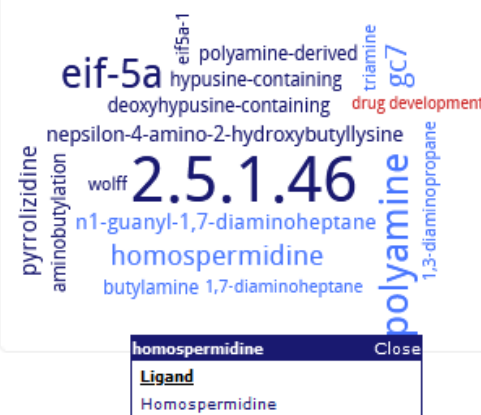 eif5a-1
polyamine-derived
triamine
gc7
eif-5a
hypusine-containing
deoxyhypusine-containing
drug development
nepsilon-4-amino-2-hydroxybutyllysine
pyrrolizidine
aminobutylation
wolff
2.5.1.46
polyamine
1,3-diaminopropane
n1-guanyl-1,7-diaminoheptane
homospermidine
butylamine
1,7-diaminoheptane
homospermidine Close
Ligand
Homospermidine